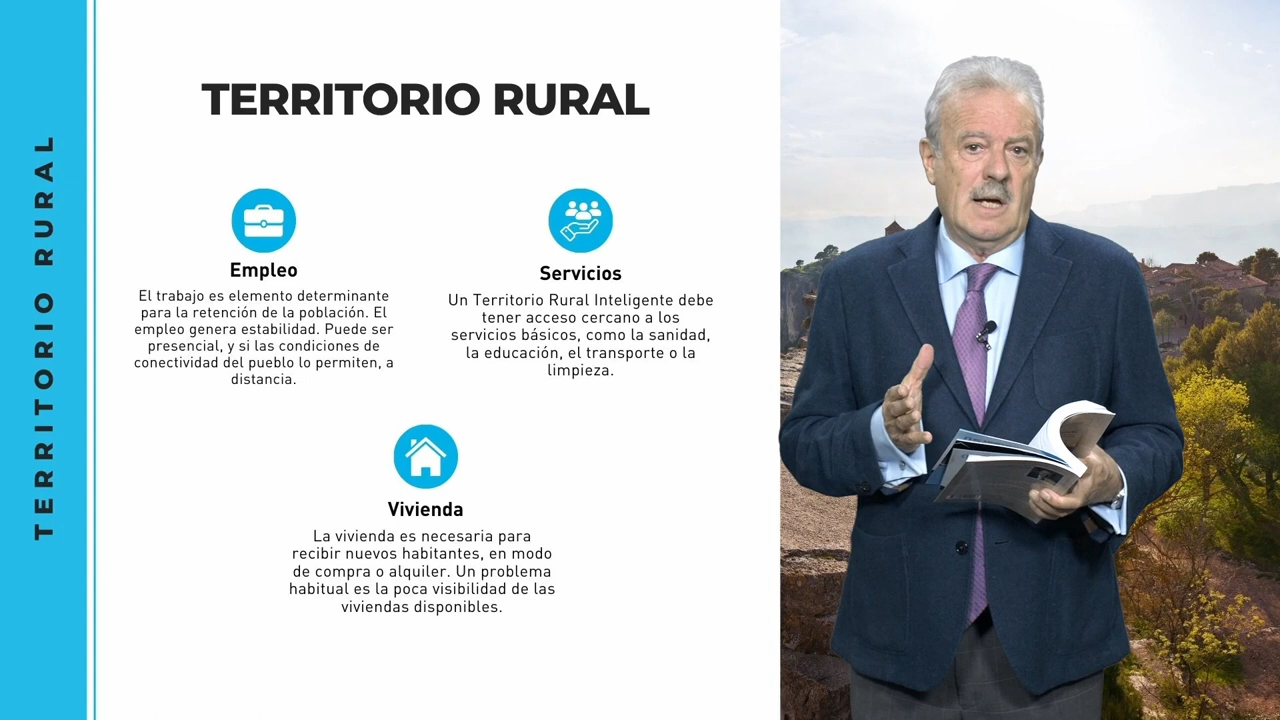 TERRITORIO RURAL
TERRITORIO RURAL
Empleo
El trabajo es elemento determinante
para la retención de la población. El
empleo genera estabilidad. Puede ser
presencial, y si las condiciones de
conectividad del pueblo lo permiten, a
distancia.
Servicios
Un Territorio Rural Inteligente debe
tener acceso cercano a los
servicios básicos, como la sanidad,
la educación, el transporte o la
limpieza.
Vivienda
La vivienda es necesaria para
recibir nuevos habitantes, en modo
de compra o alquiler. Un problema
habitual es la poca visibilidad de las
viviendas disponibles.